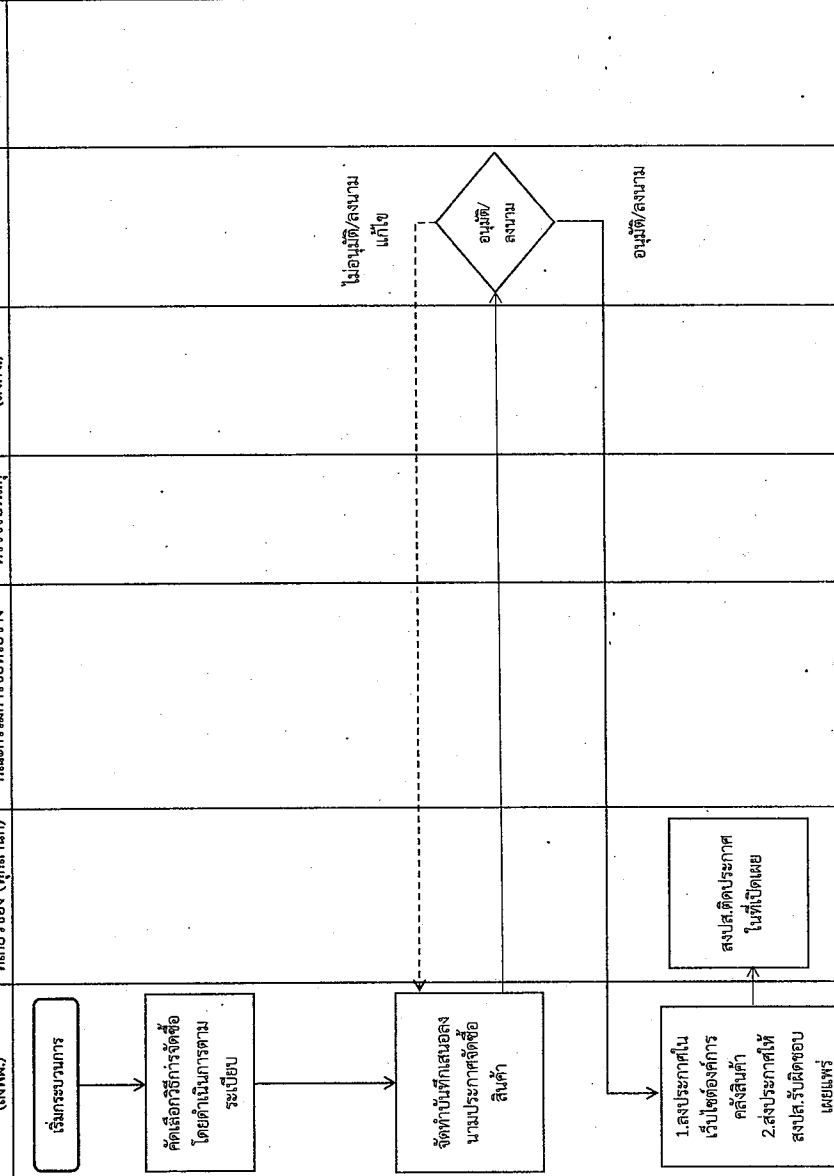 เริ่มกระบวนการ
คัดเลือกวิธีการจัดซื้อ
โดยดำเนินการตาม
ระเบียบ
ไม่อนุมัติ/ลงนาม
แก้ไข
จัดทำบันทึกเสนอลง
นามประกาศจัดซื้อ
สินค้า
อนุมัติ/
ลงนาม
อนุมัติ/ลงนาม
1.ลงประกาศใน
เว็บไซต์องค์การ
คลังสินค้า
2.ส่งประกาศให้
สงปส.รับผิดชอบ
เผยแพร่
สงปส.ติดประกาศ
ในที่เปิดเผย